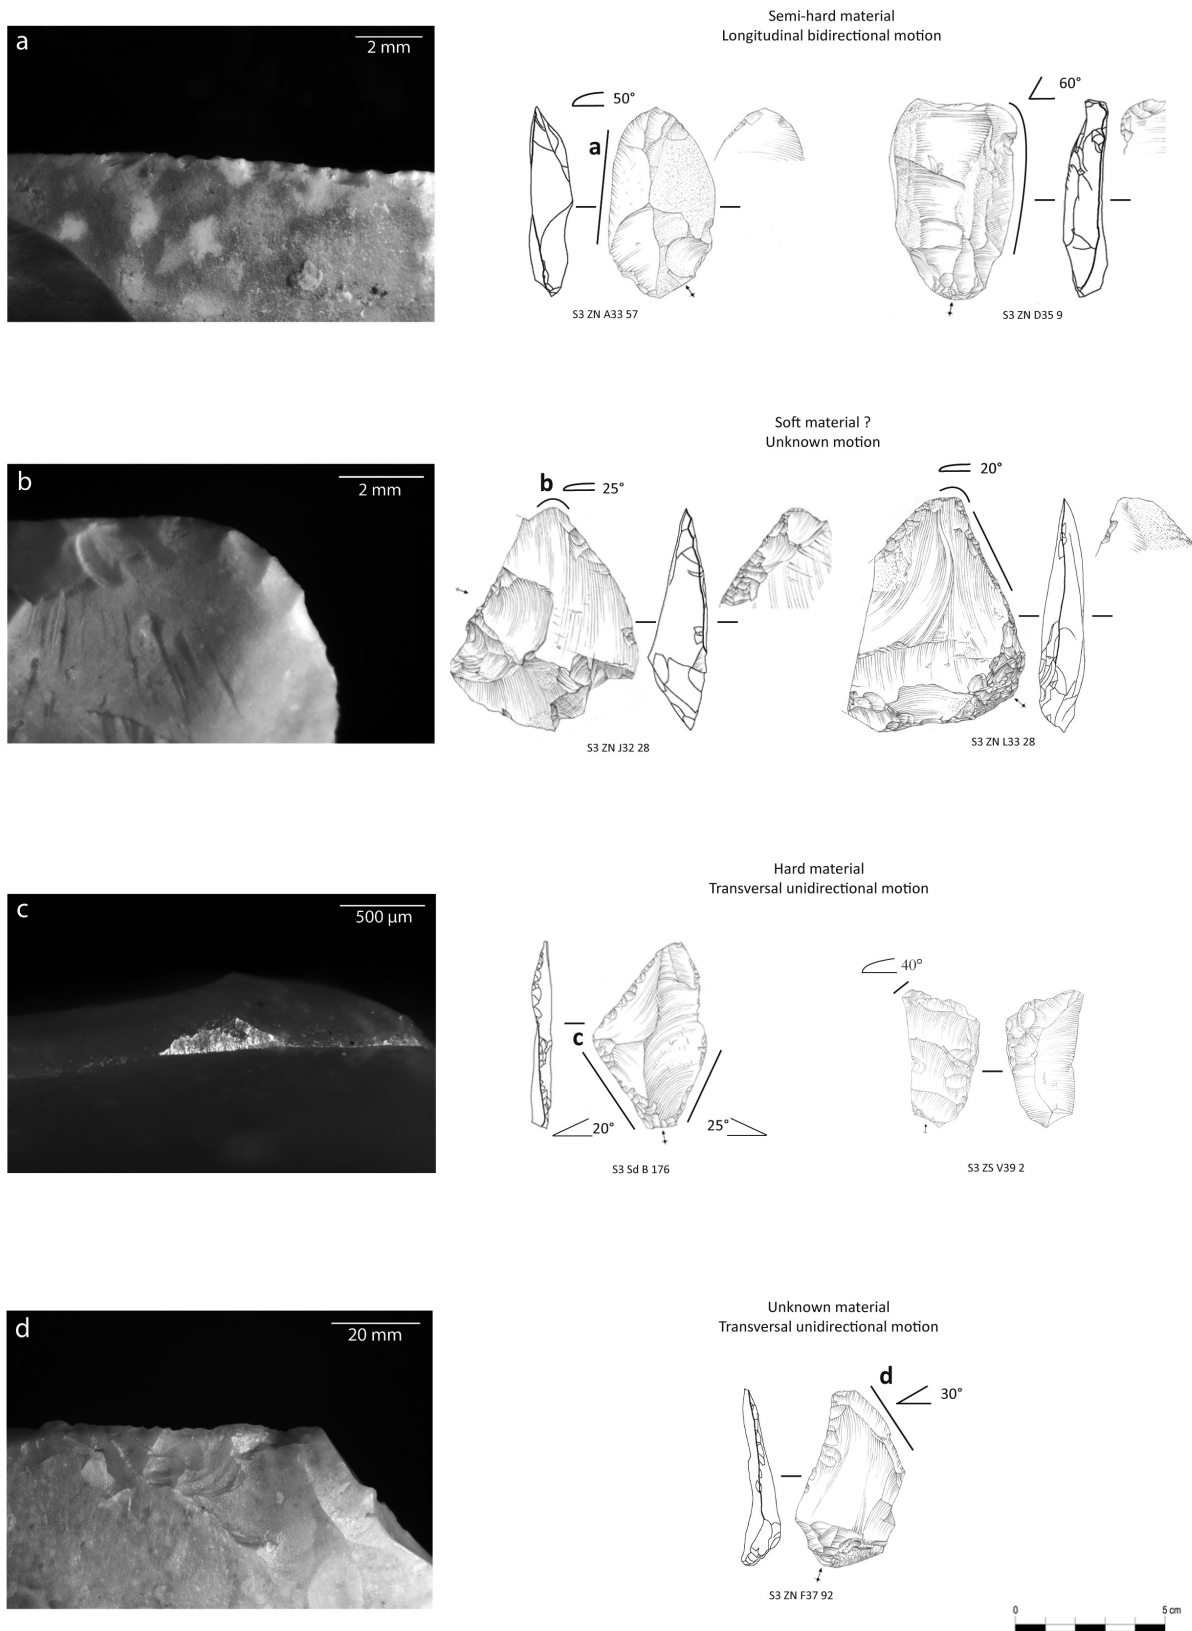 a
2 mm
Semi-hard material
Longitudinal bidirectional motion
50°
a
S3 ZN A33 57
60°
S3 ZN D35 9
b
2 mm
Soft material ?
Unknown motion
b
25°
S3 ZN J32 28
20°
S3 ZN L33 28
c
500 µm
Hard material
Transversal unidirectional motion
c
20°
25°
S3 Sd B 176
40°
S3 ZS V39 2
d
20 mm
Unknown material
Transversal unidirectional motion
d
30°
S3 ZN F37 92
0
5 cm